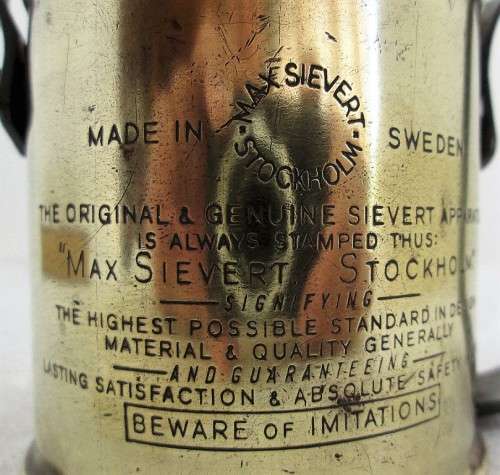 MAX SIEVERT
MADE IN SWEDEN
- STOCKHOLM -
THE ORIGINAL & GENUINE SIEVERT
IS ALWAYS STAMPED THUS:
"MAX SIEVERT STOCKHOLM"
SIGNIFYING
THE HIGHEST POSSIBLE STANDARD IN
MATERIAL & QUALITY GENERALLY
AND GUARANTEEING
LASTING SATISFACTION & ABSOLUTE SAFETY
BEWARE OF IMITATIONS